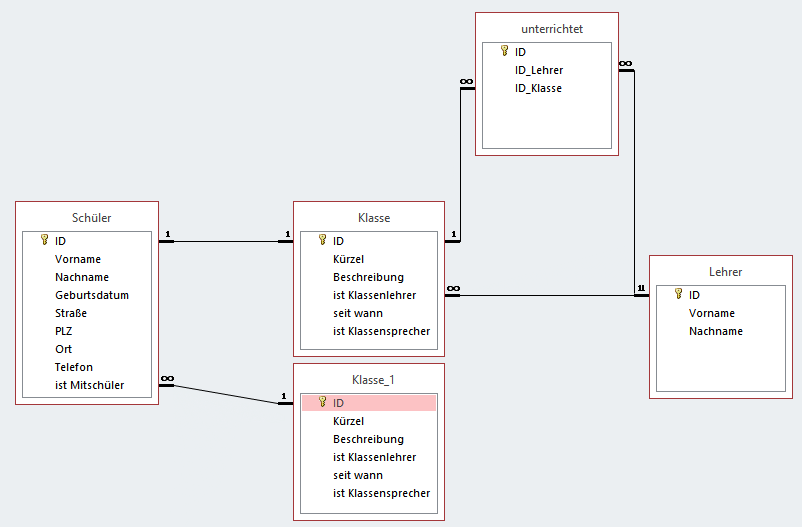 unterrichtet
ID
ID_Lehrer
ID_Klasse
∞
∞
Schüler
ID
Vorname
Nachname
Geburtsdatum
Straße
PLZ
Ort
Telefon
ist Mitschüler
1
∞
1
1
Klasse
ID
Kürzel
Beschreibung
ist Klassenlehrer
seit wann
ist Klassensprecher
1
∞
Klasse_1
ID
Kürzel
Beschreibung
ist Klassenlehrer
seit wann
ist Klassensprecher
11
Lehrer
ID
Vorname
Nachname